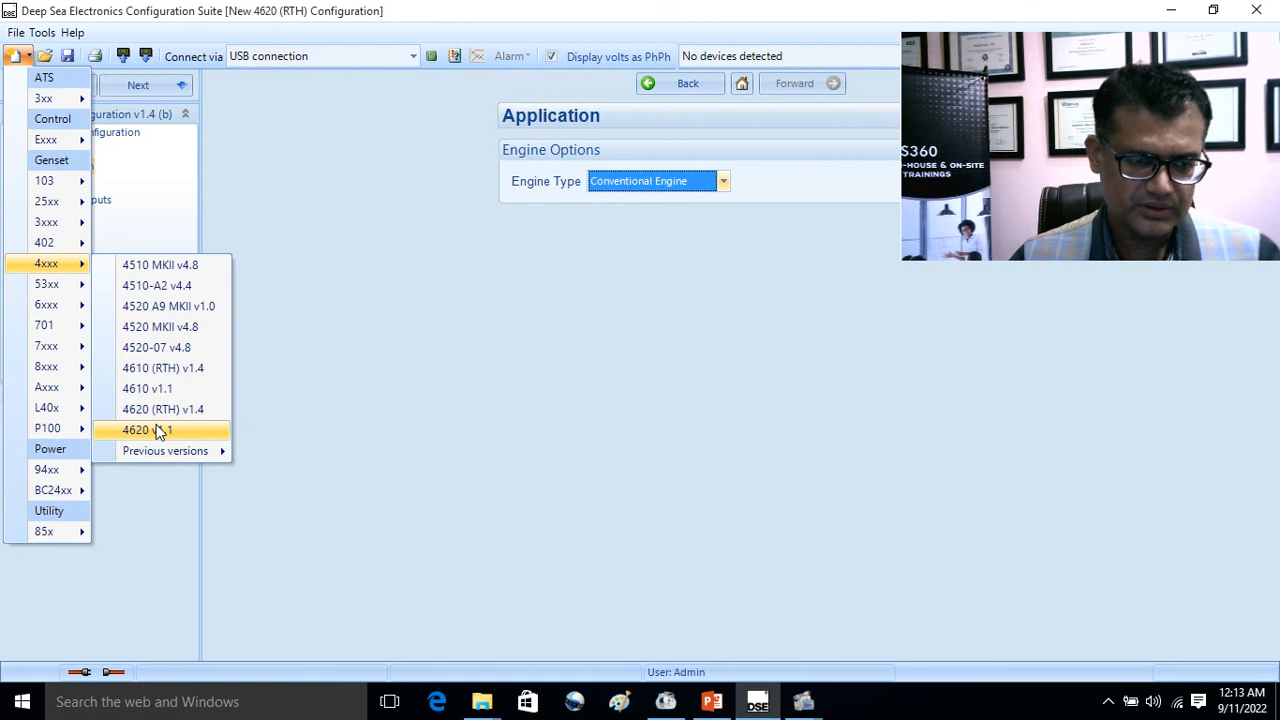 Deep Sea Electronics Configuration Suite [New 4620 (RTH) Configuration]
File Tools Help
Connect via USB connection Alarm Display volts as PhPh No devices detected
ATS
3xx
Control
Exxx
Genset
103
25xx
3xxx
402
4xxx
53xx
6xxx
701
7xxx
8xxx
Axxx
L40x
P100
Power
94xx
BC24xx
Utility
85x
4510 MKII v4.8
4510-A2 v4.4
4520 A9 MKII v1.0
4520 MKII v4.8
4520-07 v4.8
4610 (RTH) v1.4
4610 v1.1
4620 (RTH) v1.4
4620
Previous versions
Next
guration v1.4 (b)
figuration
puts
Back
Forward
Application
Engine Options
Engine Type Conventional Engine
S360
-HOUSE & ON-SITE
TRAININGS
User: Admin
Search the web and Windows
DSE
12:13 AM
9/11/2022